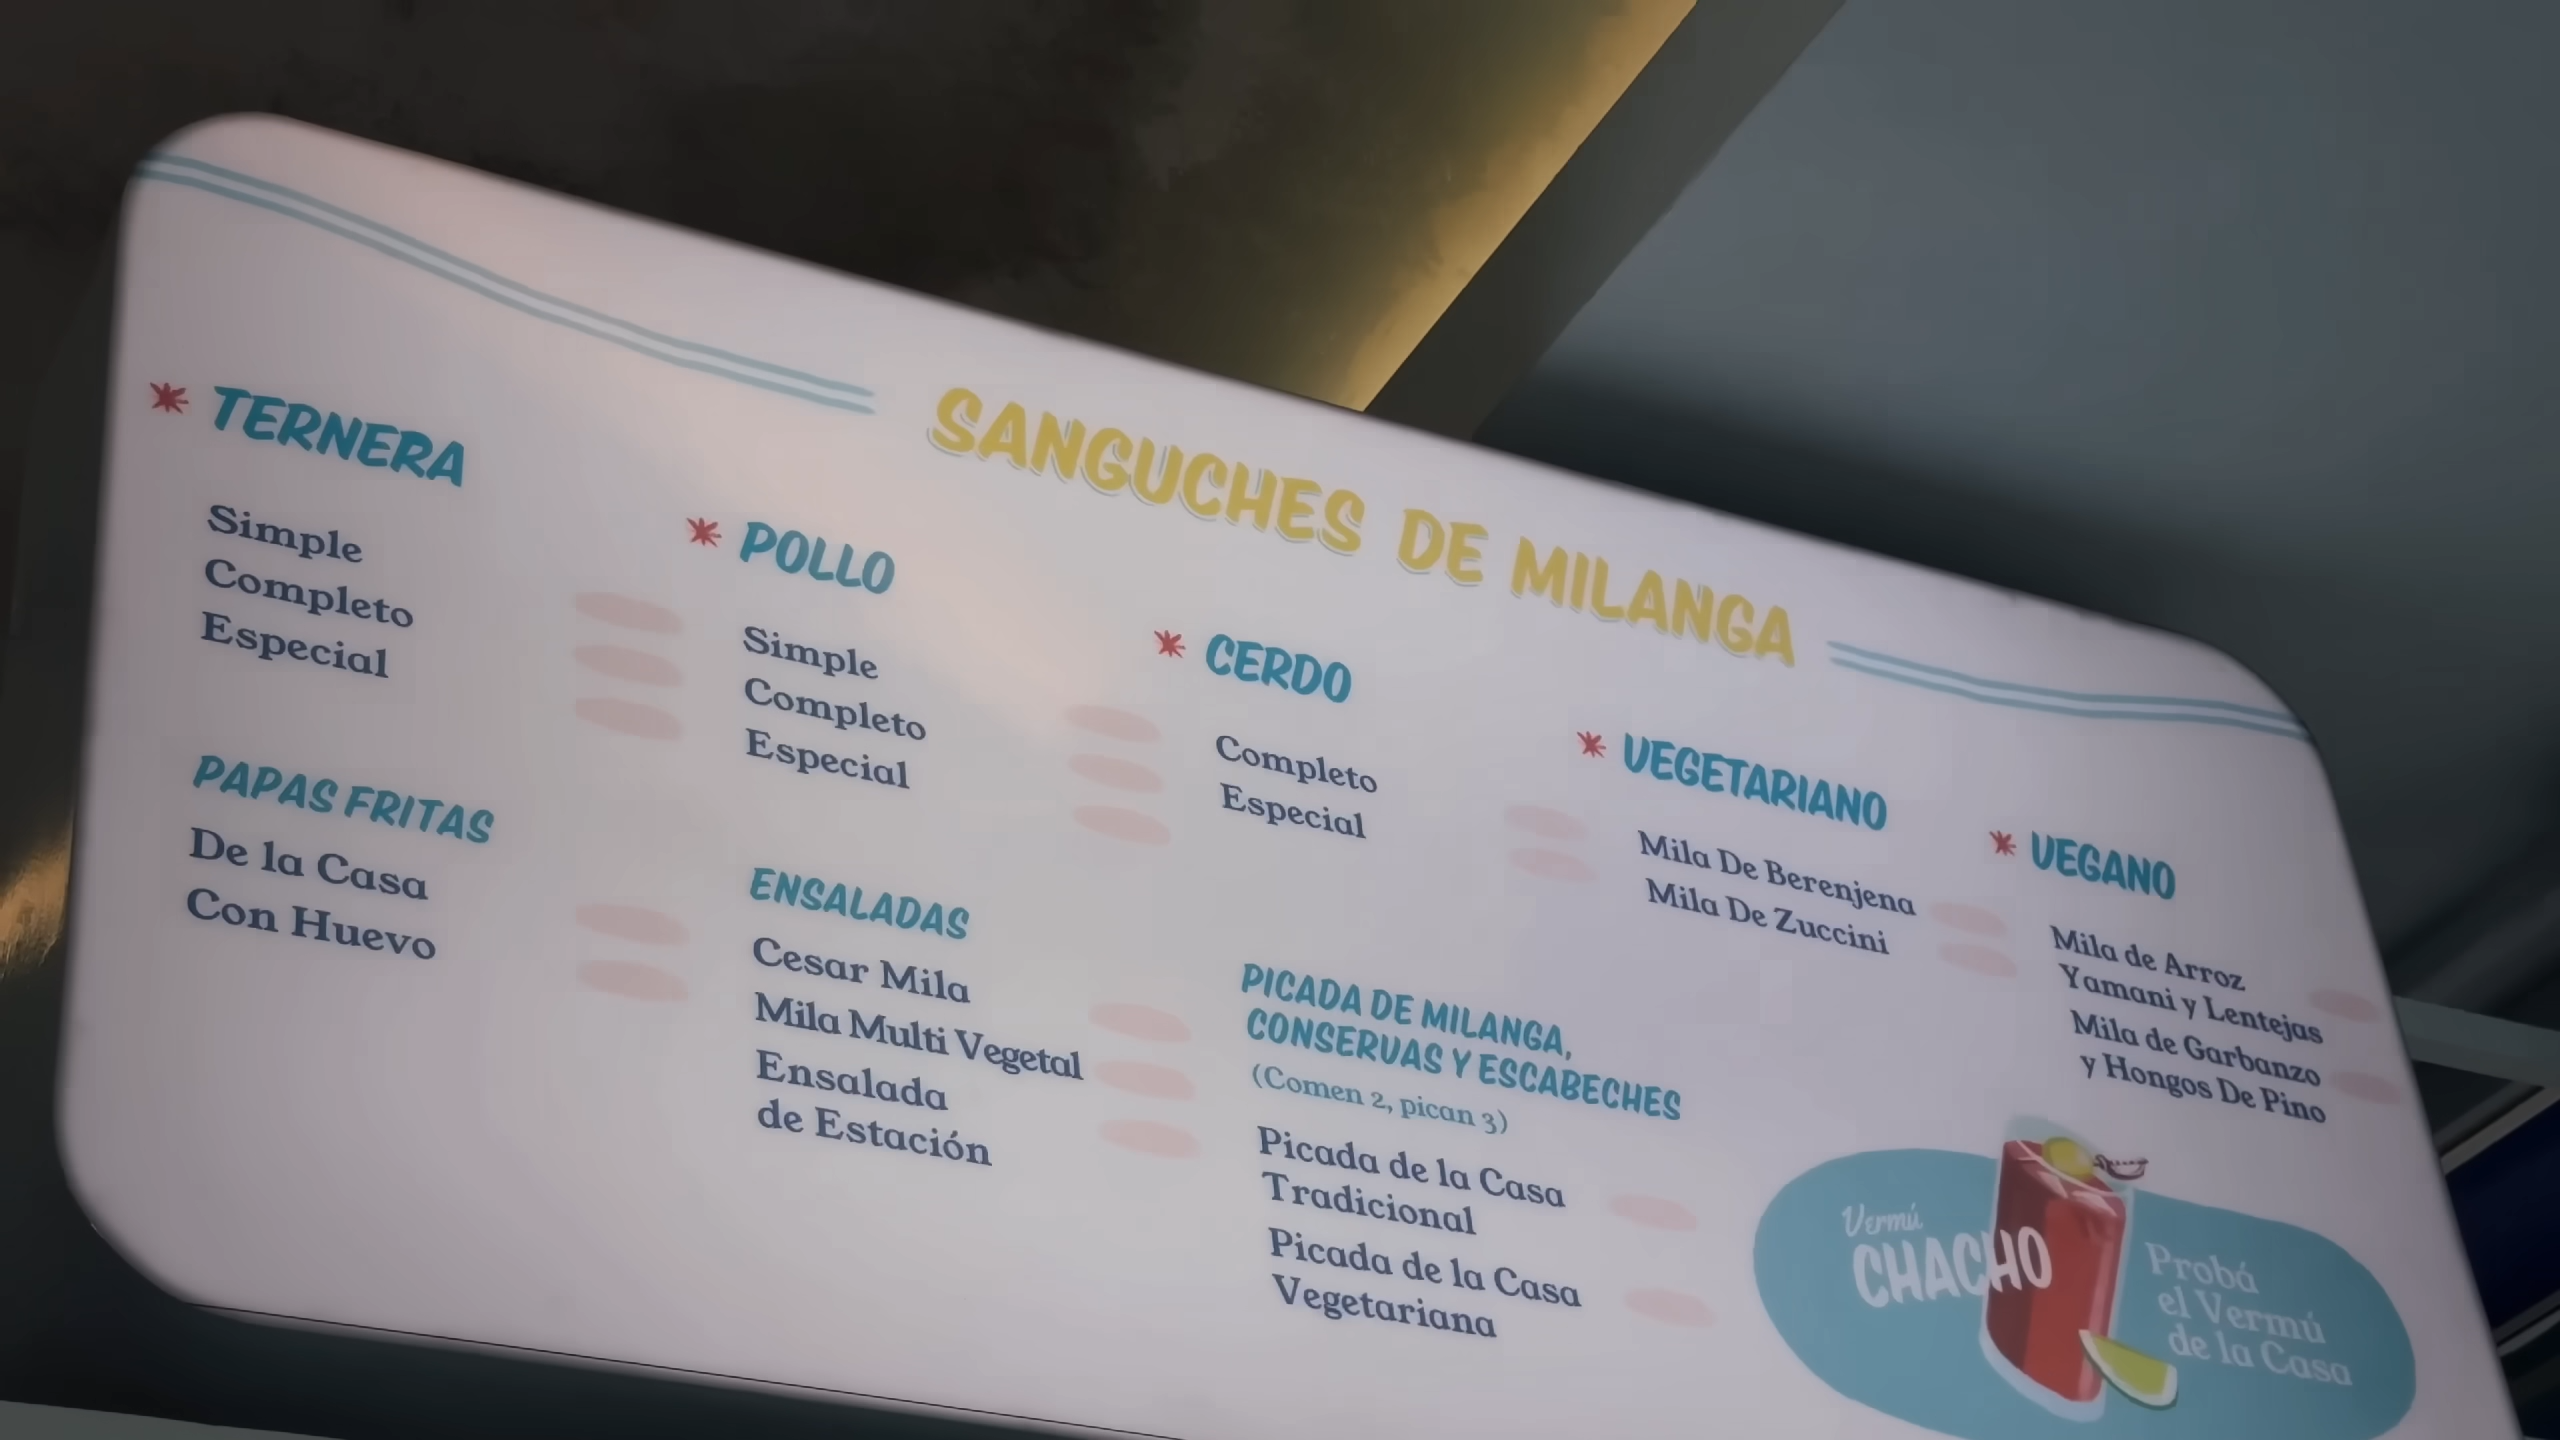 SANGUCHES DE MILANGA
TERNERA
Simple
Completo
Especial
POLLO
Simple
Completo
Especial
CERDO
Completo
Especial
VEGETARIANO
Mila De Berenjena
Mila De Zuccini
VEGANO
Mila de Arroz
Yamani y Lentejas
Mila de Garbanzo
y Hongos De Pino
PAPAS FRITAS
De la Casa
Con Huevo
ENSALADAS
Cesar Mila
Mila Multi Vegetal
Ensalada
de Estación
PICADA DE MILANGA,
CONSERVAS Y ESCABECHES
(Comen 2, pican 3)
Picada de la Casa
Tradicional
Picada de la Casa
Vegetariana
Vermú
CHACHO
Probá
el Vermú
de la Casa